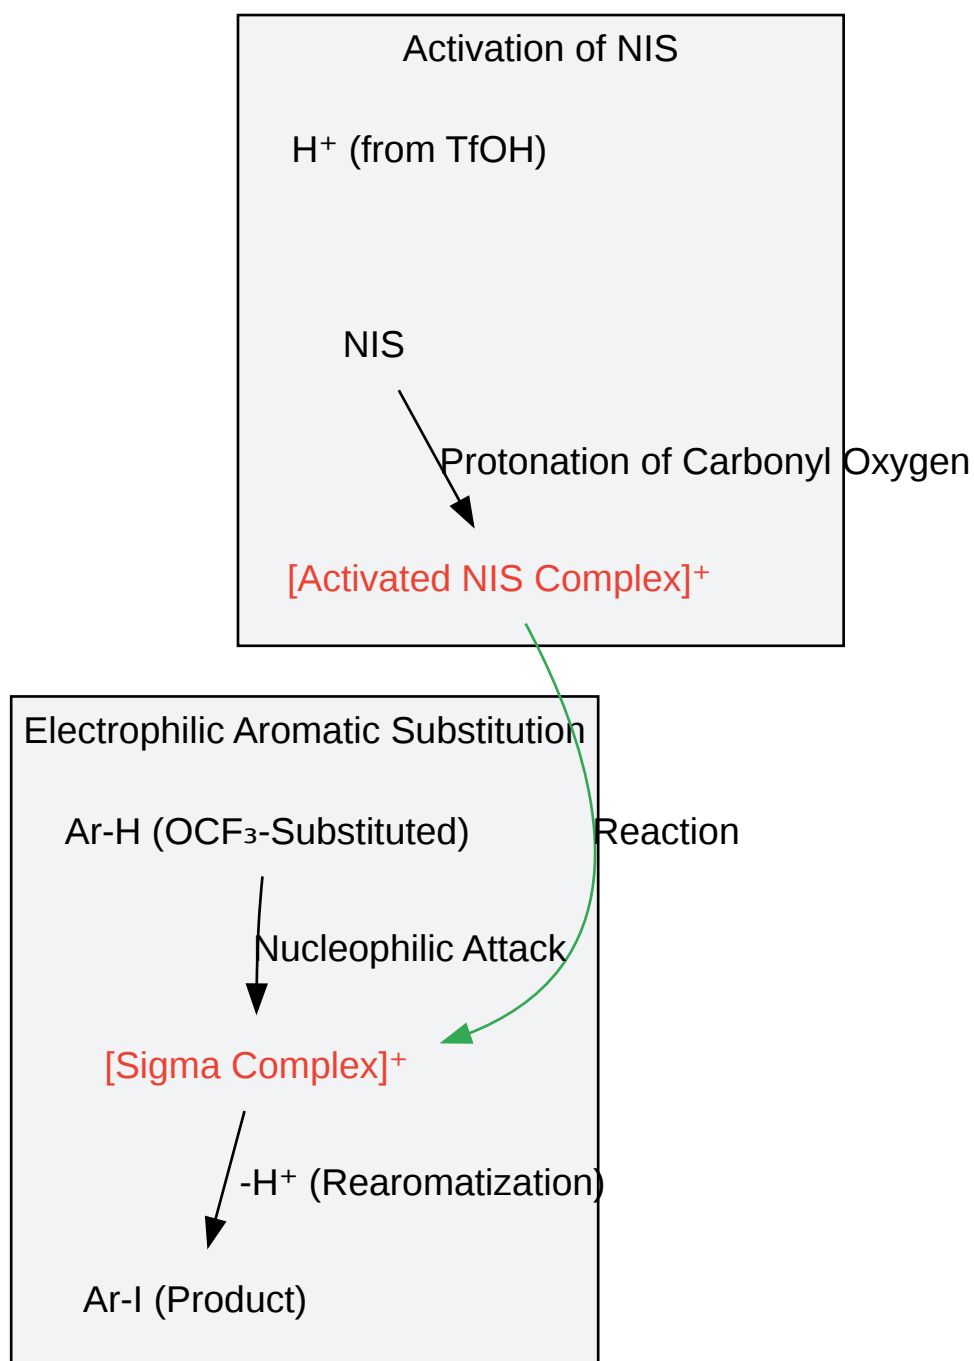 Activation of NIS
H⁺ (from TfOH)
NIS
Protonation of Carbonyl Oxygen
[Activated NIS Complex]⁺
Electrophilic Aromatic Substitution
Ar-H (OCF₃-Substituted)
Reaction
Nucleophilic Attack
[Sigma Complex]⁺
-H⁺ (Rearomatization)
Ar-I (Product)